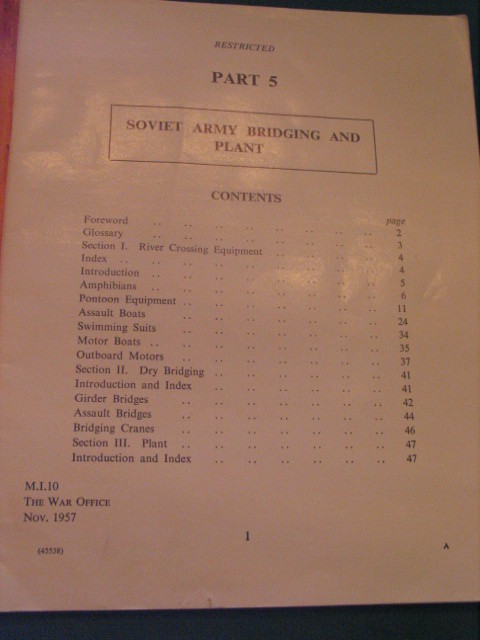 RESTRICTED
PART 5
SOVIET ARMY BRIDGING AND
PLANT
CONTENTS
page
Foreword .. .. .. .. .. .. .. .. 2
Glossary .. .. .. .. .. .. .. 3
Section I. River Crossing Equipment .. .. .. .. 4
Index .. .. .. .. .. .. .. .. 4
Introduction .. .. .. .. .. .. .. 5
Amphibians .. .. .. .. .. .. .. 6
Pontoon Equipment .. .. .. .. .. .. .. 11
Assault Boats .. .. .. .. .. .. .. 24
Swimming Suits .. .. .. .. .. .. .. 34
Motor Boats .. .. .. .. .. .. .. .. 35
Outboard Motors .. .. .. .. .. .. .. 37
Section II. Dry Bridging .. .. .. .. .. .. 41
Introduction and Index .. .. .. .. .. .. 41
Girder Bridges .. .. .. .. .. .. .. 42
Assault Bridges .. .. .. .. .. .. .. 44
Bridging Cranes .. .. .. .. .. .. .. 46
Section III. Plant .. .. .. .. .. .. .. 47
Introduction and Index .. .. .. .. .. .. 47
M.I.10
THE WAR OFFICE
Nov. 1957
1
(45538)
A